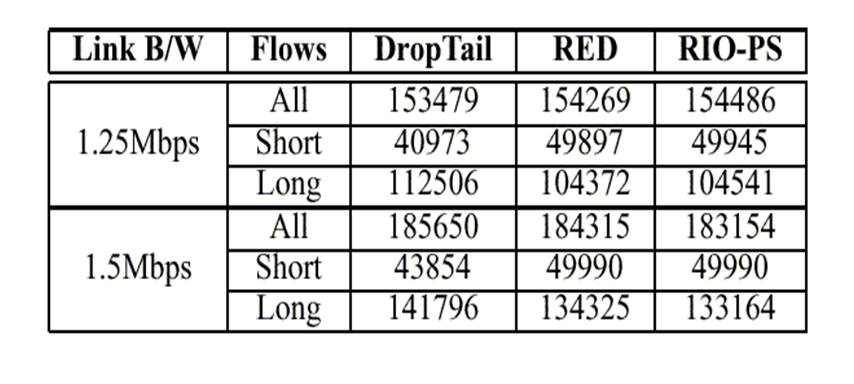 Link B/W Flows DropTail RED RIO-PS
All 153479 154269 154486
1.25Mbps Short 40973 49897 49945
Long 112506 104372 104541
All 185650 184315 183154
1.5Mbps Short 43854 49990 49990
Long 141796 134325 133164